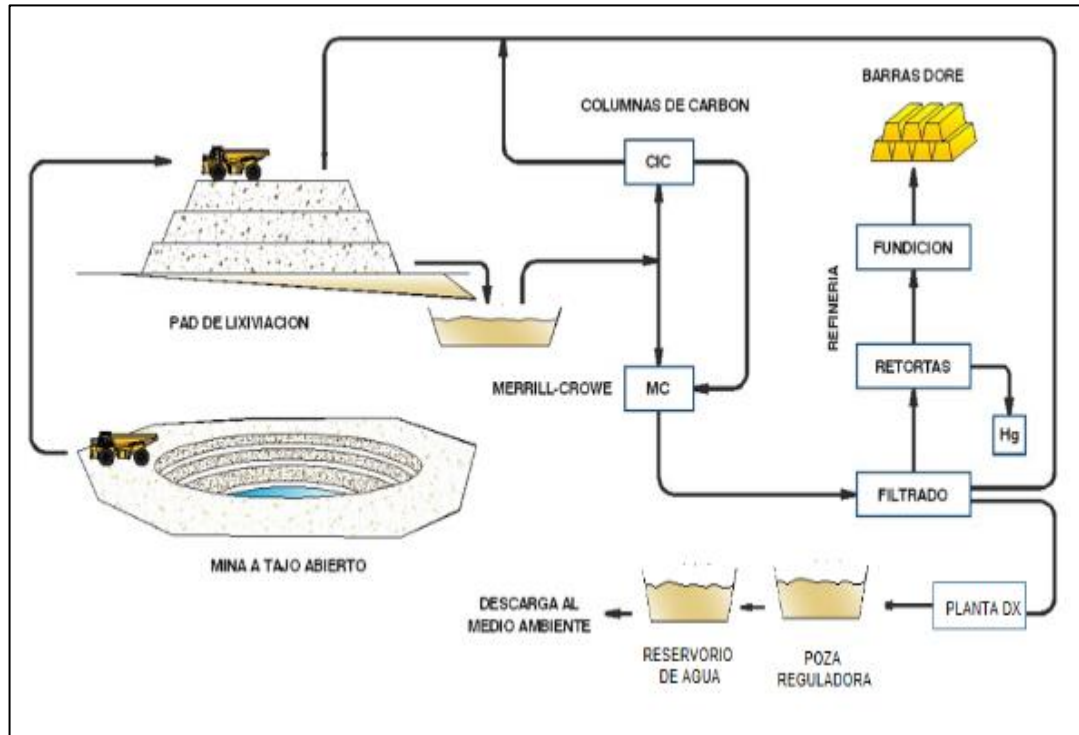 BARRAS DORE
COLUMNAS DE CARBON
CIC
FUNDICION
REFINERIA
PAD DE LIXIVIACION
RETORTAS
MERRILL-CROWE
MC
Hg
FILTRADO
MINA A TAJO ABIERTO
DESCARGA AL
MEDIO AMBIENTE
PLANTA DX
RESERVORIO
DE AGUA
POZA
REGULADORA